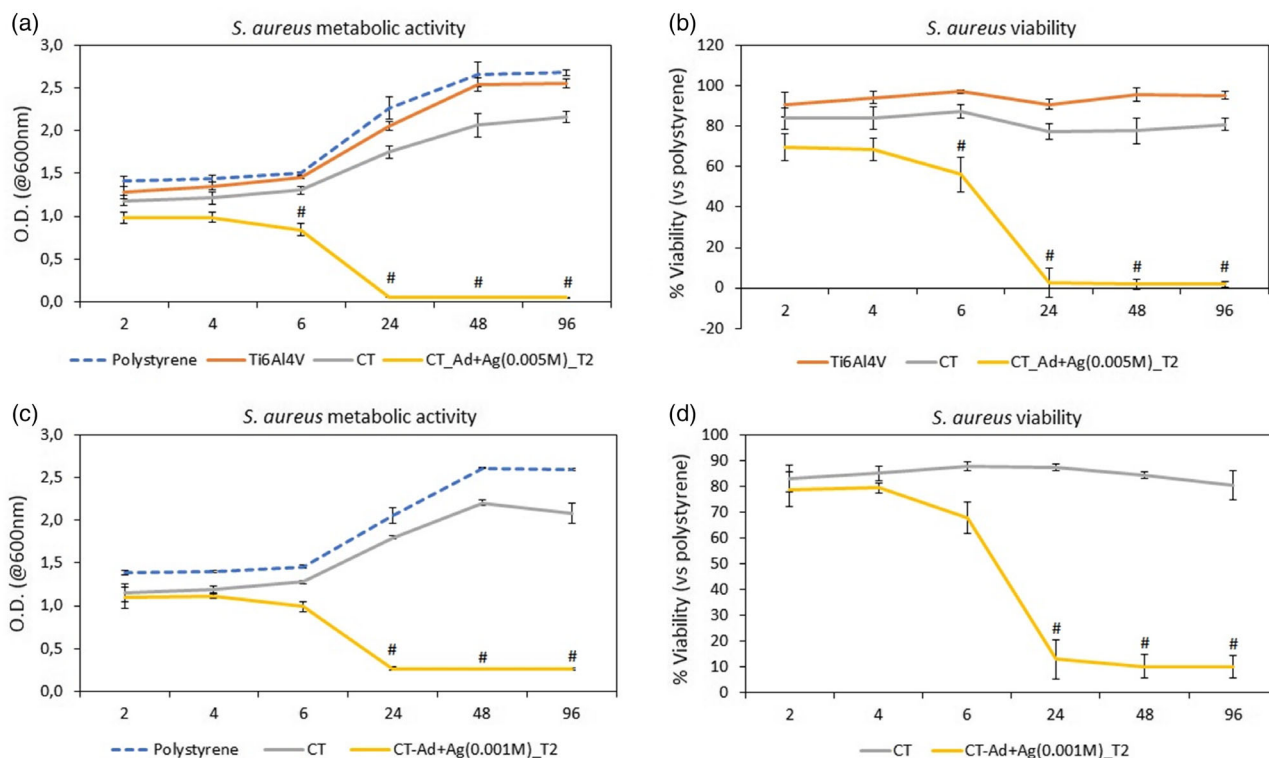 (a)
S. aureus metabolic activity
O.D. (@600nm)
3,0
2,5
2,0
1,5
1,0
0,5
0,0
#
# # #
2 4 6 24 48 96
Polystyrene Ti6Al4V CT CT_Ad+Ag(0.005M)_T2
(b)
S. aureus viability
% Viability (vs polystyrene)
120
100
80
60
40
20
0
-20
#
# # #
2 4 6 24 48 96
Ti6Al4V CT CT_Ad+Ag(0.005M)_T2
(c)
S. aureus metabolic activity
O.D. (@600nm)
3,0
2,5
2,0
1,5
1,0
0,5
0,0
# # #
2 4 6 24 48 96
Polystyrene CT CT-Ad+Ag(0.001M)_T2
(d)
S. aureus viability
% Viability (vs polystyrene)
100
90
80
70
60
50
40
30
20
10
0
# # #
2 4 6 24 48 96
CT CT-Ad+Ag(0.001M)_T2